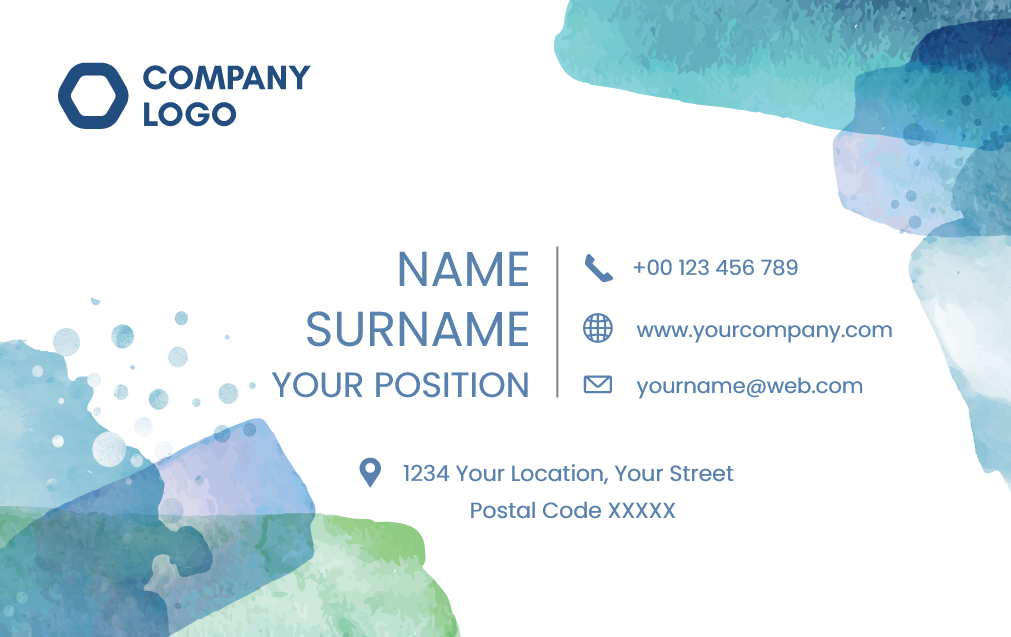 COMPANY
LOGO
NAME
SURNAME
YOUR POSITION
+00 123 456 789
www.yourcompany.com
yourname@web.com
1234 Your Location, Your Street
Postal Code XXXXX